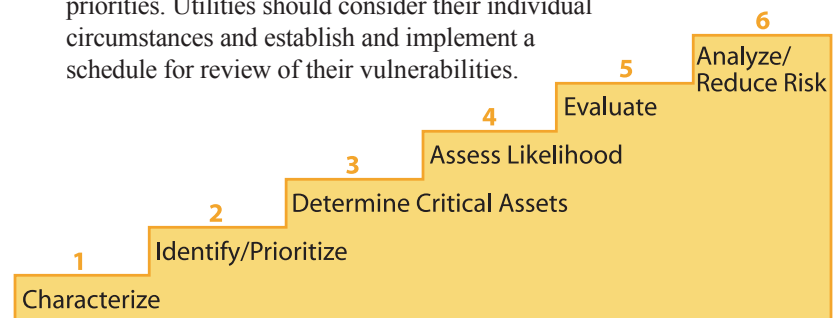 priorities. Utilities should consider their individual
circumstances and establish and implement a
schedule for review of their vulnerabilities.
6
Analyze/
Reduce Risk
5
Evaluate
4
Assess Likelihood
3
Determine Critical Assets
2
Identify/Prioritize
1
Characterize